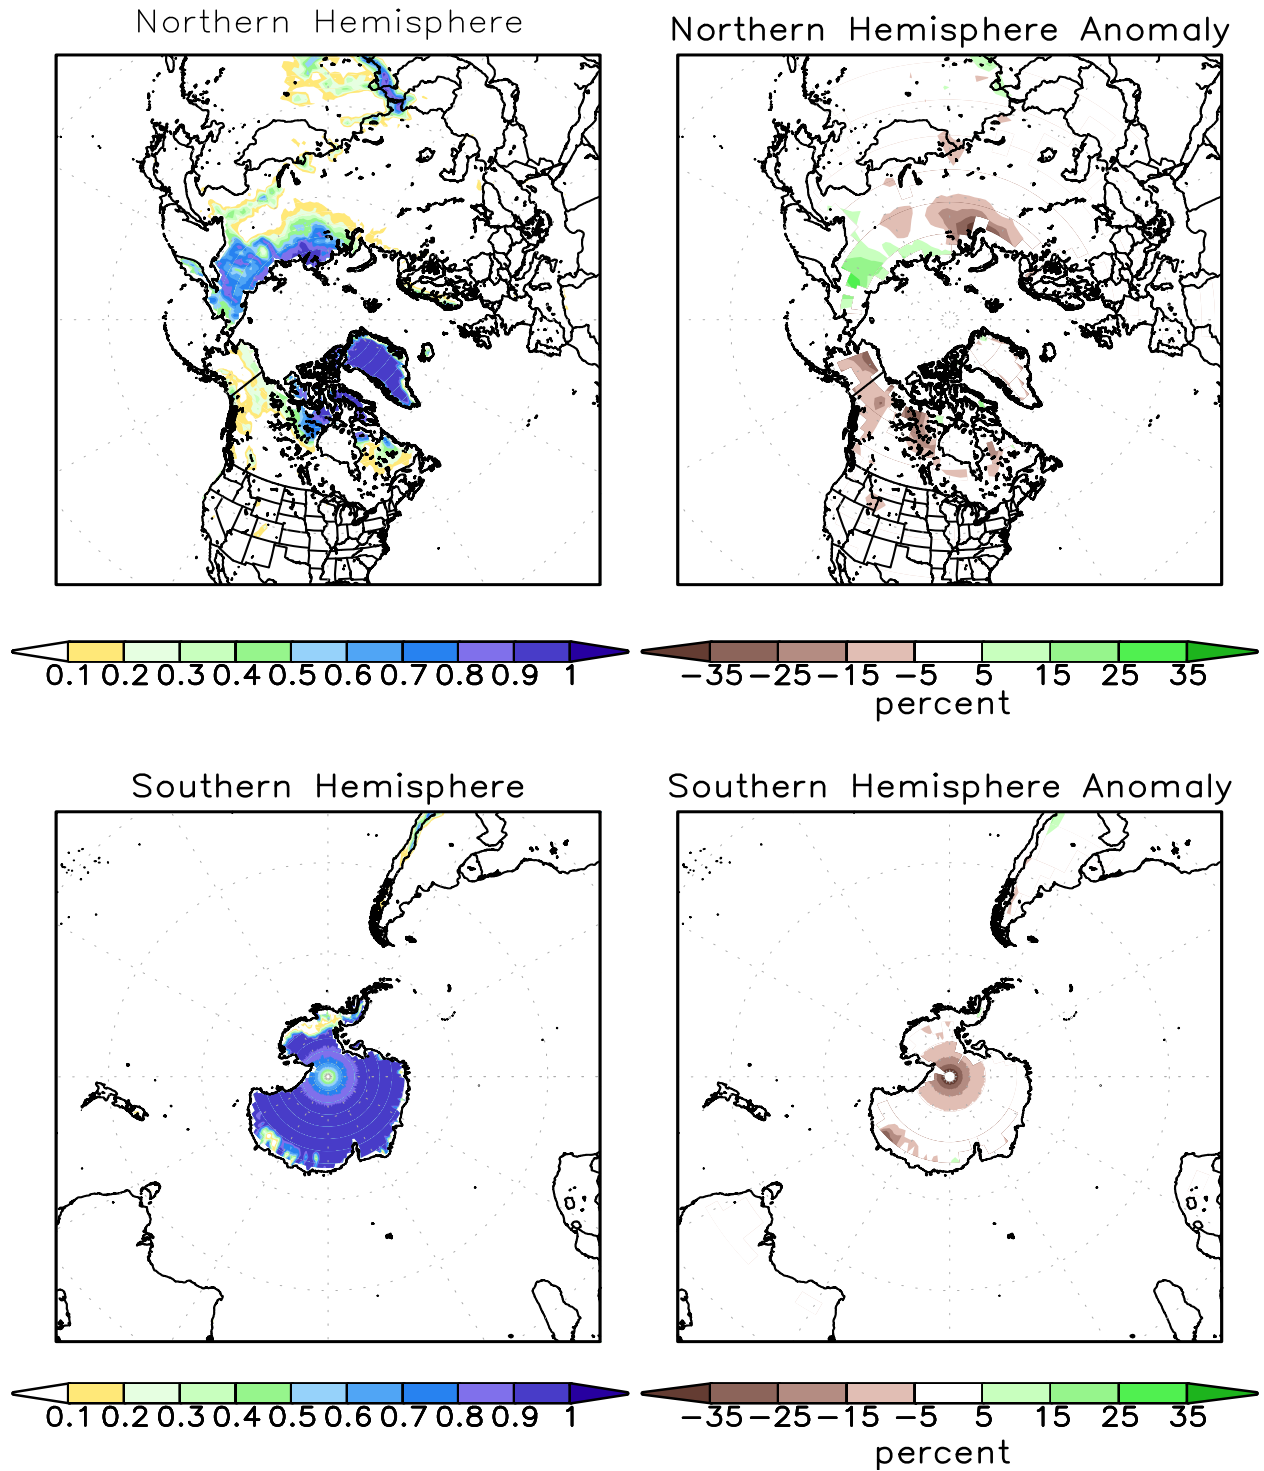 Northern Hemisphere
Northern Hemisphere Anomaly
0.1 0.2 0.3 0.4 0.5 0.6 0.7 0.8 0.9 1
-35 -25 -15 -5 5 15 25 35
percent
Southern Hemisphere
Southern Hemisphere Anomaly
0.1 0.2 0.3 0.4 0.5 0.6 0.7 0.8 0.9 1
-35 -25 -15 -5 5 15 25 35
percent